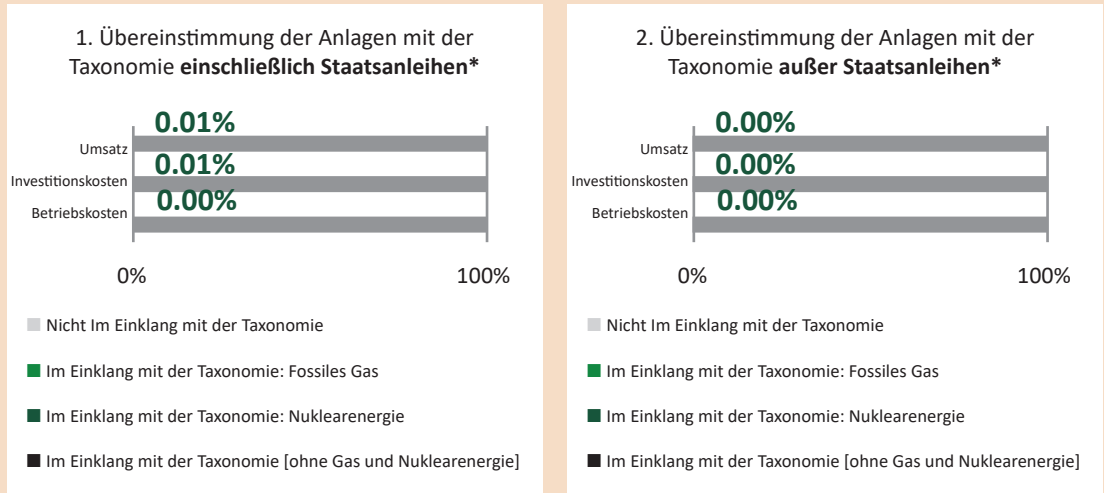 1. Übereinstimmung der Anlagen mit der
Taxonomie einschließlich Staatsanleihen*
0.01%
Umsatz
0.01%
Investitionskosten
0.00%
Betriebskosten
0% 100%
Nicht Im Einklang mit der Taxonomie
Im Einklang mit der Taxonomie: Fossiles Gas
Im Einklang mit der Taxonomie: Nuklearenergie
Im Einklang mit der Taxonomie [ohne Gas und Nuklearenergie]
2. Übereinstimmung der Anlagen mit der
Taxonomie außer Staatsanleihen*
0.00%
Umsatz
0.00%
Investitionskosten
0.00%
Betriebskosten
0% 100%
Nicht Im Einklang mit der Taxonomie
Im Einklang mit der Taxonomie: Fossiles Gas
Im Einklang mit der Taxonomie: Nuklearenergie
Im Einklang mit der Taxonomie [ohne Gas und Nuklearenergie]